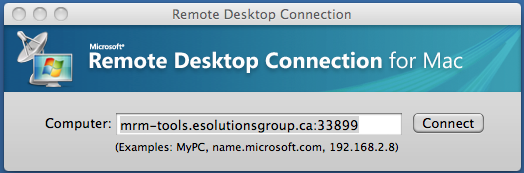 Remote Desktop Connection
Microsoft®
Remote Desktop Connection for Mac
Computer: mrm-tools.esolutionsgroup.ca:33899 Connect
(Examples: MyPC, name.microsoft.com, 192.168.2.8)